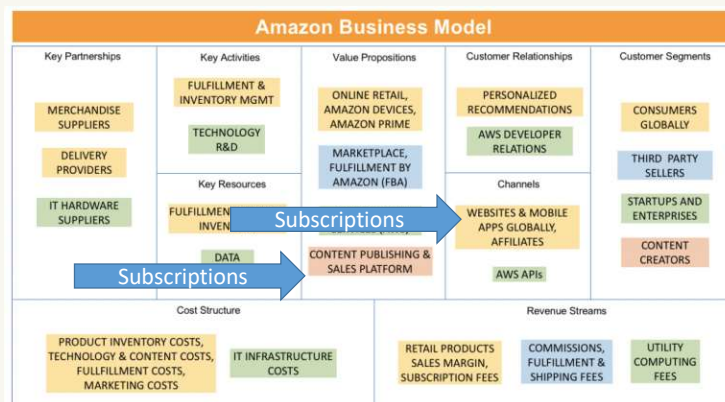 Amazon Business Model
Key Partnerships
MERCHANDISE
SUPPLIERS
DELIVERY
PROVIDERS
IT HARDWARE
SUPPLIERS
Key Activities
FULFILLMENT &
INVENTORY MGMT
TECHNOLOGY
R&D
Key Resources
DATA
Value Propositions
ONLINE RETAIL,
AMAZON DEVICES,
AMAZON PRIME
MARKETPLACE,
FULFILLMENT BY
AMAZON (FBA)
CONTENT PUBLISHING &
SALES PLATFORM
Subscriptions
Subscriptions
Customer Relationships
PERSONALIZED
RECOMMENDATIONS
AWS DEVELOPER
RELATIONS
Channels
WEBSITES & MOBILE
APPS GLOBALLY,
AFFILIATES
AWS APIs
Customer Segments
CONSUMERS
GLOBALLY
THIRD PARTY
SELLERS
STARTUPS AND
ENTERPRISES
CONTENT
CREATORS
Cost Structure
PRODUCT INVENTORY COSTS,
TECHNOLOGY & CONTENT COSTS,
FULLFILLMENT COSTS,
MARKETING COSTS
IT INFRASTRUCTURE
COSTS
Revenue Streams
RETAIL PRODUCTS
SALES MARGIN,
SUBSCRIPTION FEES
COMMISSIONS,
FULFILLMENT &
SHIPPING FEES
UTILITY
COMPUTING
FEES